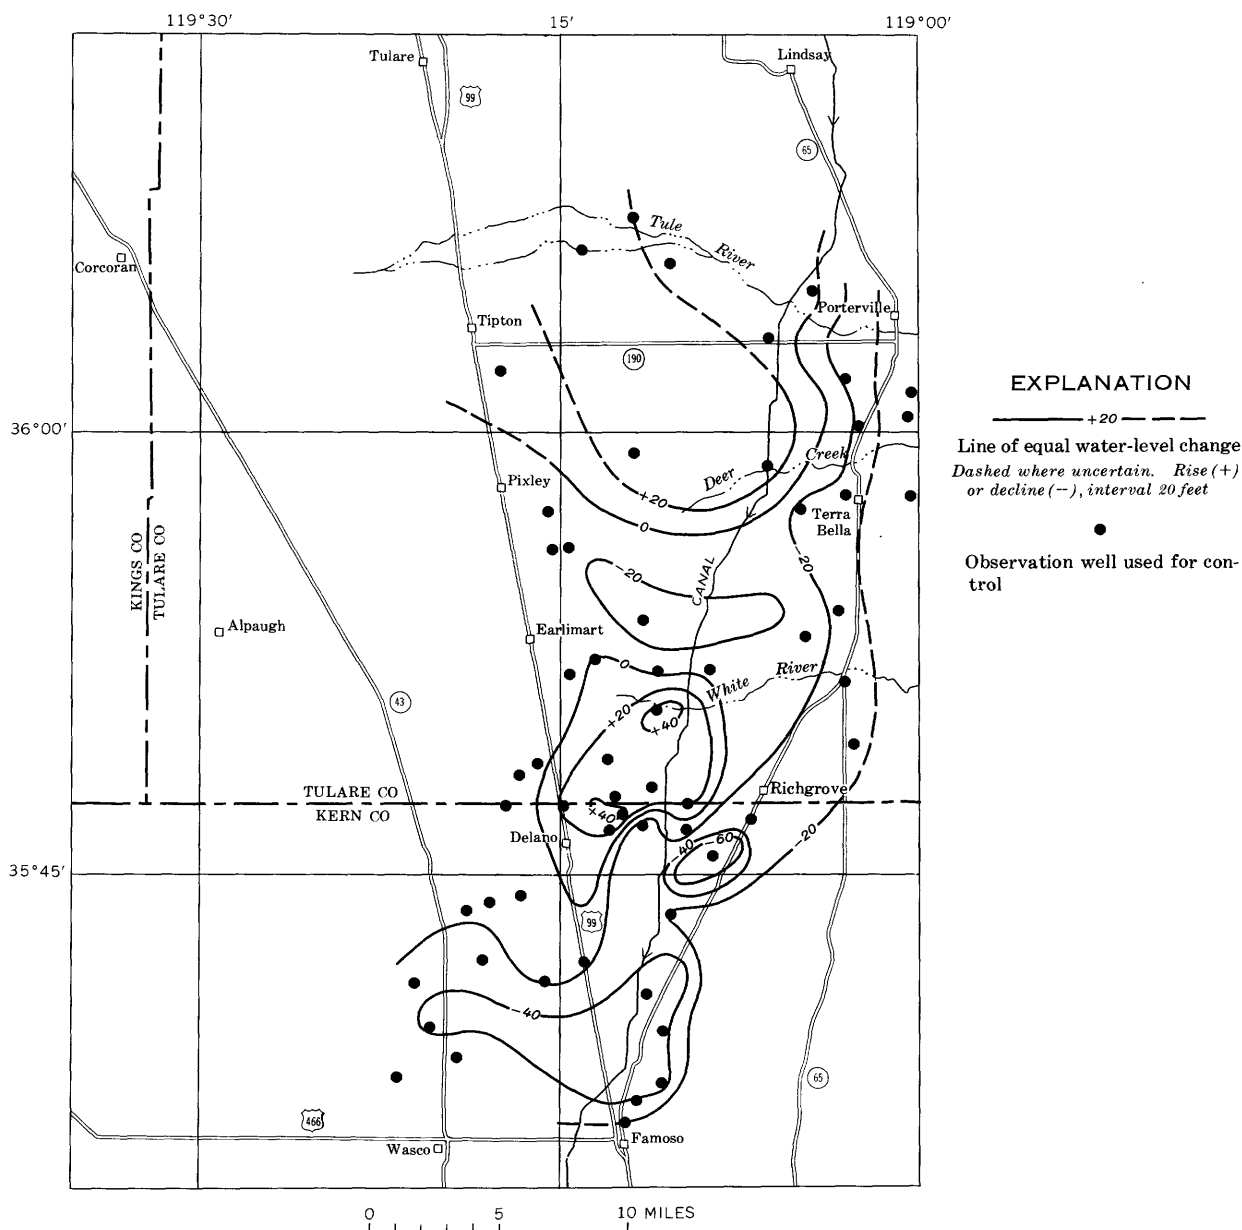 119°30′ 15′ 119°00′
Tulare
Lindsay
99
65
Tule
River
Corcoran
Porterville
Tipton
190
36°00′
Deer Creek
+20
Pixley
0
Terra
Bella
-20
KINGS CO
TULARE CO
-20
CANAL
Alpaugh
Earlimart
0
White River
43
+20
+40
TULARE CO
KERN CO
+40
Richgrove
Delano
-40
-60
-20
35°45′
99
-40
65
466
Wasco
Famoso
0 5 10 MILES
EXPLANATION
+20
Line of equal water-level change
Dashed where uncertain. Rise (+)
or decline (--), interval 20 feet
Observation well used for con-
trol